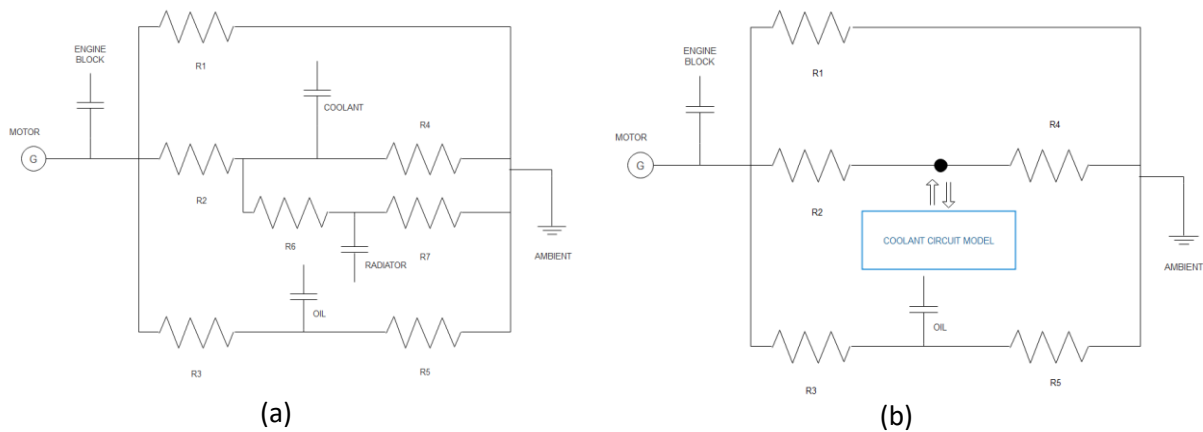 R1
ENGINE
BLOCK
COOLANT
MOTOR
R4
G
R2
R6
R7
RADIATOR
AMBIENT
OIL
R3
R5
(a)
R1
ENGINE
BLOCK
R4
MOTOR
G
R2
COOLANT CIRCUIT MODEL
AMBIENT
OIL
R3
R5
(b)